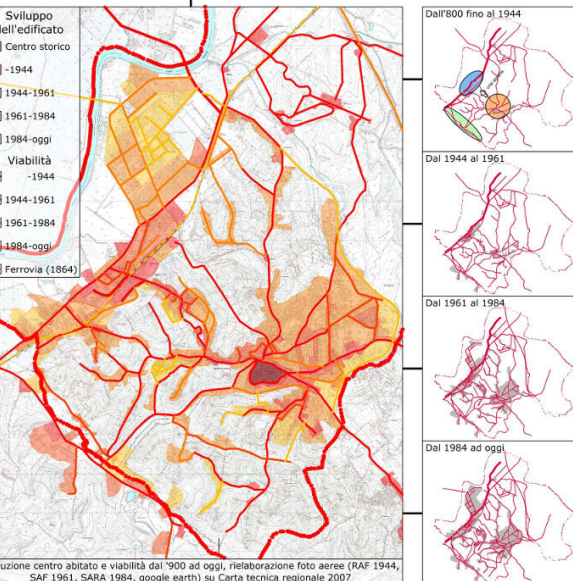 Sviluppo
dell'edificato
Centro storico
-1944
1944-1961
1961-1984
1984-oggi
Viabilità
-1944
1944-1961
1961-1984
1984-oggi
Ferrovia (1864)
Dall'800 fino al 1944
Dal 1944 al 1961
Dal 1961 al 1984
Dal 1984 ad oggi
uzione centro abitato e viabilità dal '900 ad oggi, rielaborazione foto aeree (RAF 1944,
SAF 1961, SARA 1984, google earth) su Carta tecnica regionale 2007